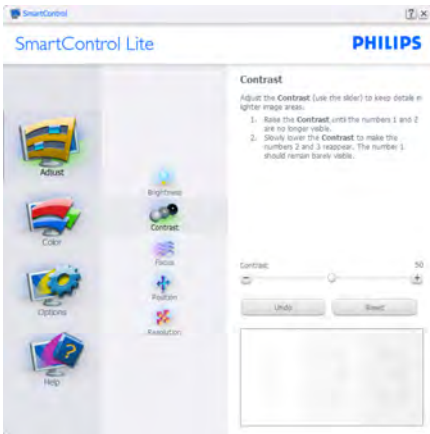 SmartControl
SmartControl Lite
PHILIPS
Contrast
Adjust the Contrast (use the slider) to keep details in
lighter image areas.
1. Raise the Contrast until the numbers 1 and 2
are no longer visible.
2. Slowly lower the Contrast to make the
numbers 2 and 3 reappear. The number 1
should remain barely visible.
Adjust
Color
Options
Help
Brightness
Contrast
Focus
Position
Resolution
Contrast: 50
Undo
Reset